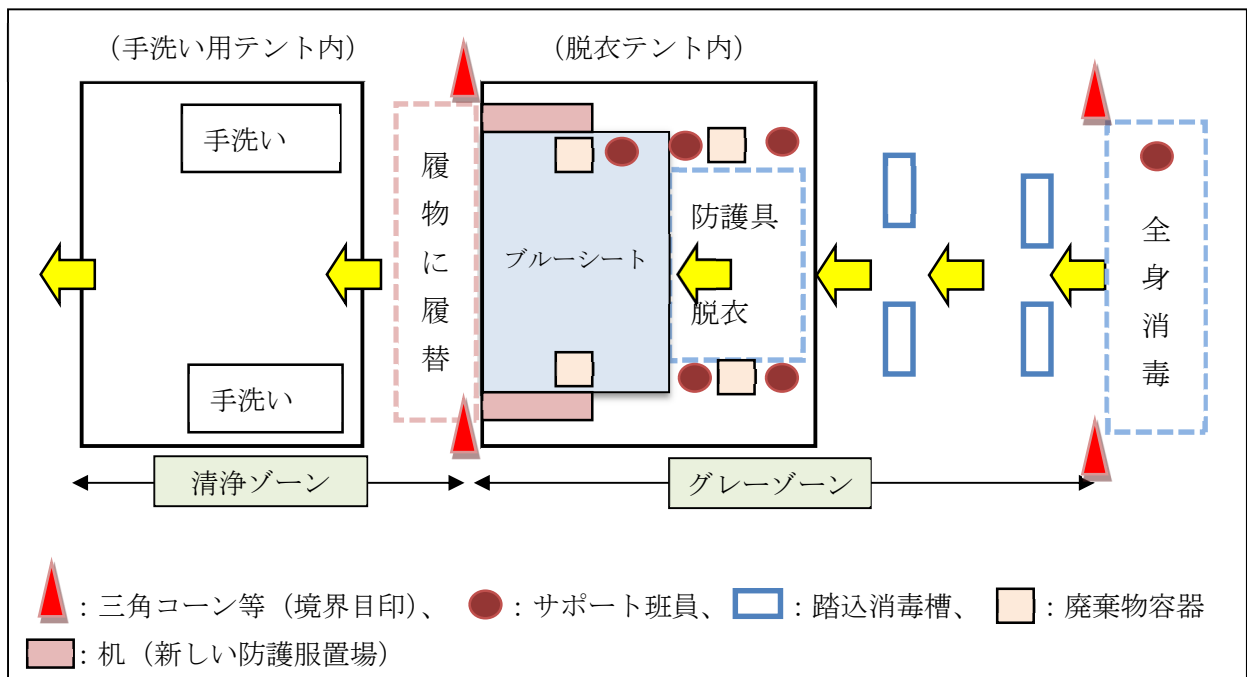 （手洗い用テント内）
（脱衣テント内）
手洗い
手洗い
履物に履替
ブルーシート
防護具
脱衣
全身消毒
清浄ゾーン
グレーゾーン
：三角コーン等（境界目印）、 ：サポート班員、 ：踏込消毒槽、 ：廃棄物容器
：机（新しい防護服置場）